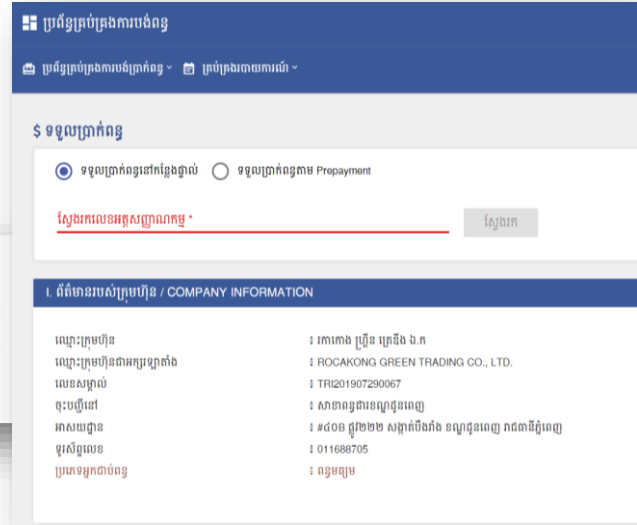 ប្រព័ន្ធគ្រប់គ្រងការបង់ពន្ធ
ប្រព័ន្ធគ្រប់គ្រងការបង់ប្រាក់ពន្ធ គ្រប់គ្រងរបាយការណ៍
$ ទទួលប្រាក់ពន្ធ
ទទួលប្រាក់ពន្ធនៅកន្លែងផ្ទាល់ ទទួលប្រាក់ពន្ធតាម Prepayment
ស្វែងរកលេខអត្តសញ្ញាណកម្ម * ស្វែងរក
I. ព័ត៌មានរបស់ក្រុមហ៊ុន / COMPANY INFORMATION
ឈ្មោះក្រុមហ៊ុន ៖ រកាកោង ហ្គ្រីន ត្រេឌីង ឯ.ក
ឈ្មោះក្រុមហ៊ុនជាអក្សរឡាតាំង ៖ ROCAKONG GREEN TRADING CO., LTD.
លេខសម្គាល់ ៖ TRI201907290067
ចុះបញ្ជីនៅ ៖ សាខាពន្ធដារខណ្ឌដូនពេញ
អាសយដ្ឋាន ៖ #៤០B ផ្លូវ២២២ សង្កាត់បឹងរាំង ខណ្ឌដូនពេញ រាជធានីភ្នំពេញ
ទូរស័ព្ទលេខ ៖ 011688705
ប្រភេទអ្នកជាប់ពន្ធ ៖ ពន្ធមធ្យម